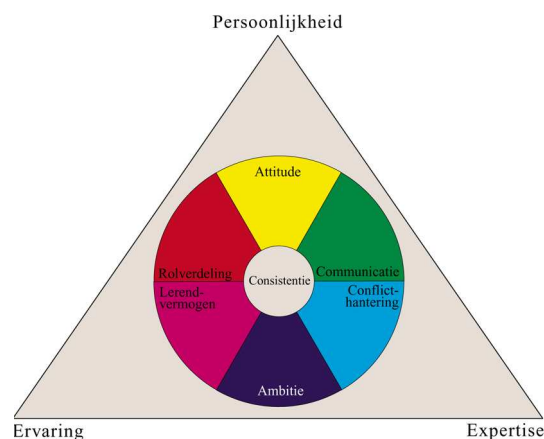 Persoonlijkheid
Attitude
Rolverdeling
Communicatie
Consistentie
Lerend-
vermogen
Conflict-
hantering
Ambitie
Ervaring
Expertise